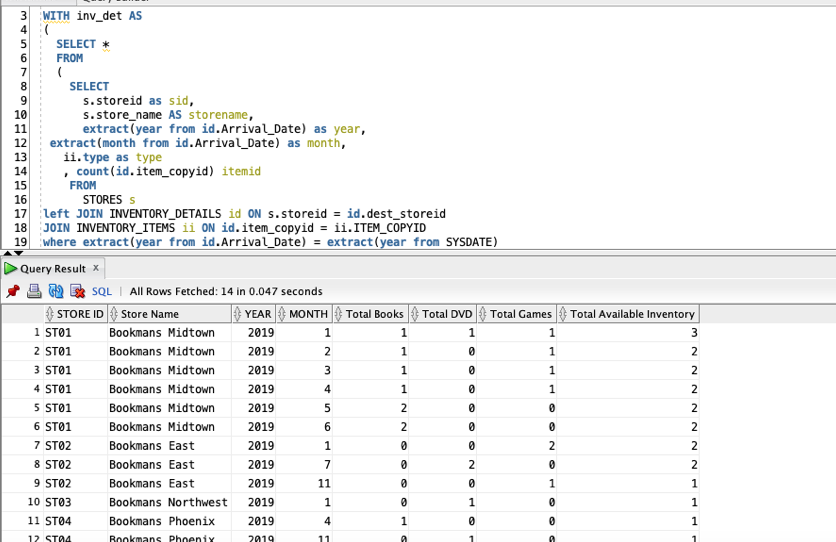 3 WITH inv_det AS
4 (
5 SELECT *
6 FROM
7 (
8 SELECT
9 s.storeid as sid,
10 s.store_name AS storename,
11 extract(year from id.Arrival_Date) as year,
12 extract(month from id.Arrival_Date) as month,
13 ii.type as type
14 , count(id.item_copyid) itemid
15 FROM
16 STORES s
17 left JOIN INVENTORY_DETAILS id ON s.storeid = id.dest_storeid
18 JOIN INVENTORY_ITEMS ii ON id.item_copyid = ii.ITEM_COPYID
19 where extract(year from id.Arrival_Date) = extract(year from SYSDATE)
Query Result x
SQL | All Rows Fetched: 14 in 0.047 seconds
STORE ID Store Name YEAR MONTH Total Books Total DVD Total Games Total Available Inventory
1 ST01 Bookmans Midtown 2019 1 1 1 1 3
2 ST01 Bookmans Midtown 2019 2 1 0 1 2
3 ST01 Bookmans Midtown 2019 3 1 0 1 2
4 ST01 Bookmans Midtown 2019 4 1 0 1 2
5 ST01 Bookmans Midtown 2019 5 2 0 0 2
6 ST01 Bookmans Midtown 2019 6 2 0 0 2
7 ST02 Bookmans East 2019 1 0 0 2 2
8 ST02 Bookmans East 2019 7 0 2 0 2
9 ST02 Bookmans East 2019 11 0 0 1 1
10 ST03 Bookmans Northwest 2019 1 0 1 0 1
11 ST04 Bookmans Phoenix 2019 4 1 0 0 1
12 ST04 Bookmans Phoenix 2019 11 0 1 0 1